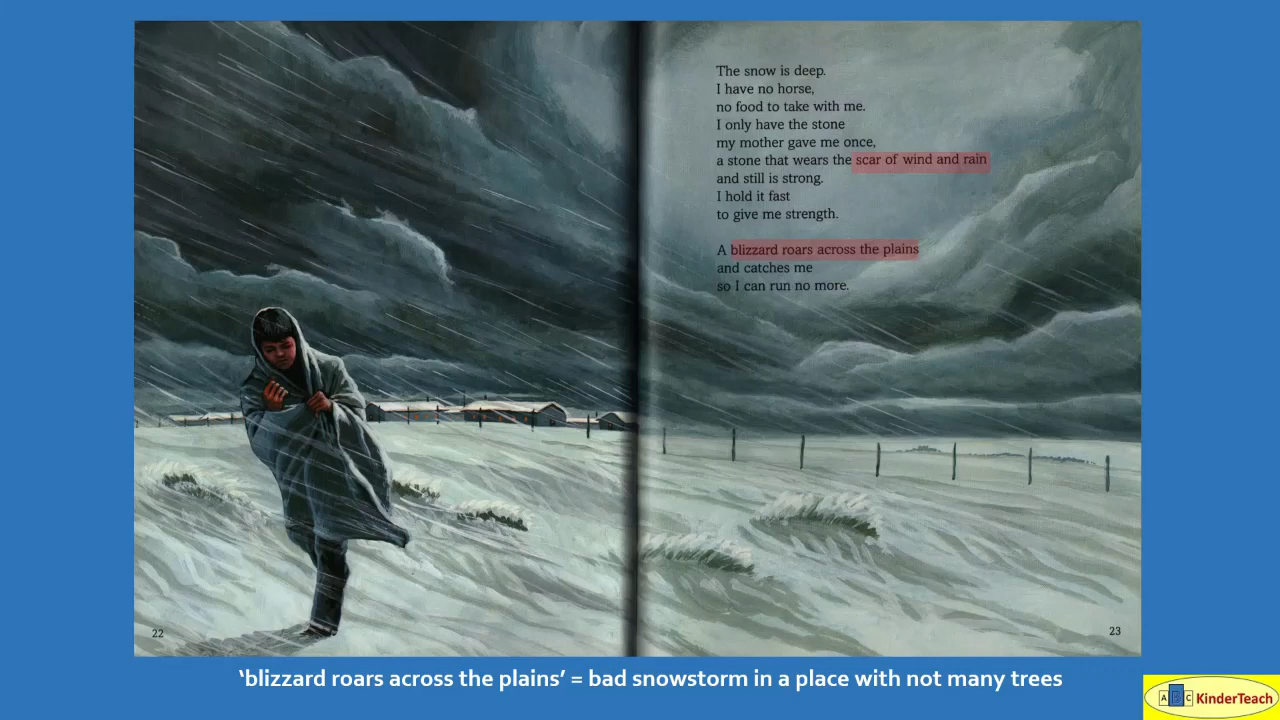 The snow is deep.
I have no horse,
no food to take with me.
I only have the stone
my mother gave me once,
a stone that wears the scar of wind and rain
and still is strong.
I hold it fast
to give me strength.
A blizzard roars across the plains
and catches me
so I can run no more.
22
23
‘blizzard roars across the plains’ = bad snowstorm in a place with not many trees
A B C KinderTeach